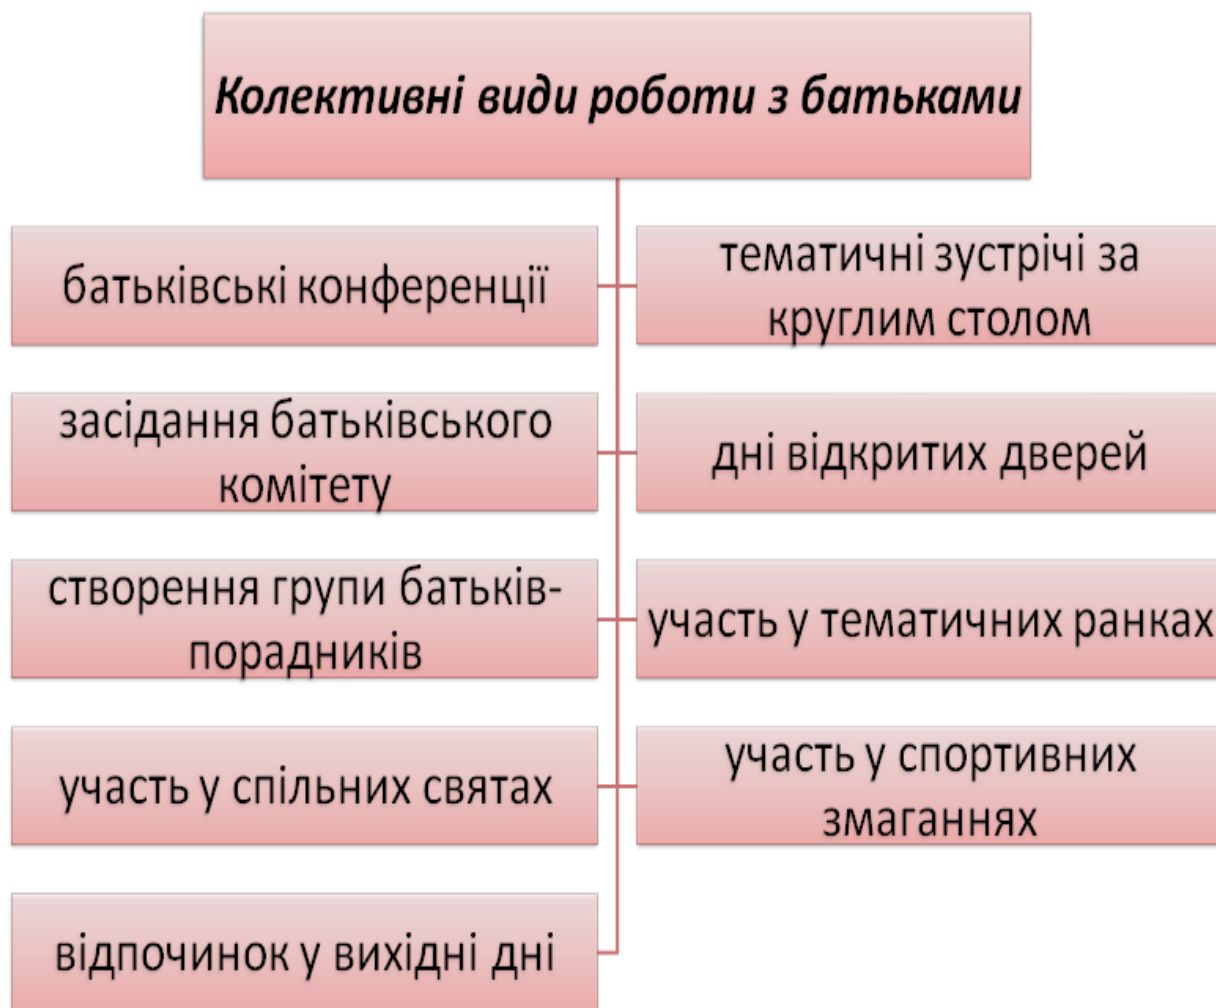 Колективні види роботи з батьками
батьківські конференції
тематичні зустрічі за
круглим столом
засідання батьківського
комітету
дні відкритих дверей
створення групи батьків-
порадників
участь у тематичних ранках
участь у спільних святах
участь у спортивних
змаганнях
відпочинок у вихідні дні